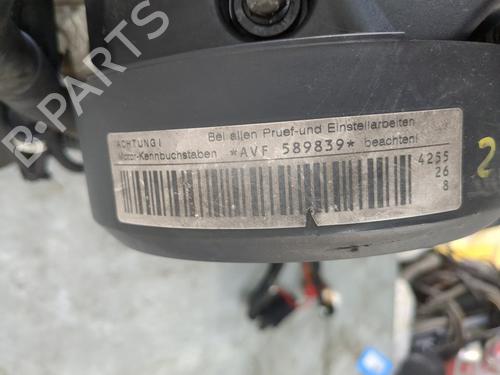 B-PARTS
ACHTUNG! Bei allen Pruef-und Einstellarbeiten
Motor-Kennbuchstaben *AVF 589839* beachten!
4255
26
8
2